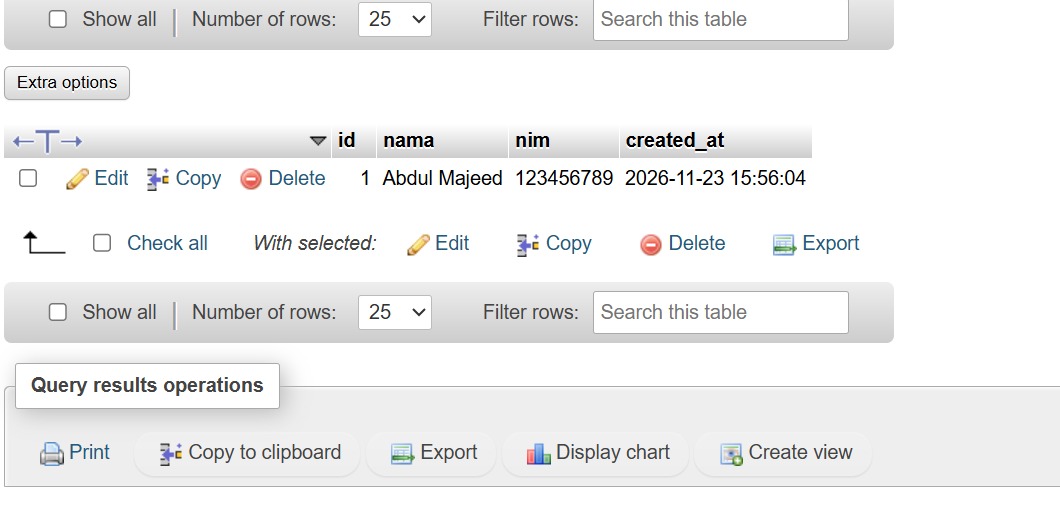 Show all Number of rows: 25 Filter rows: Search this table
Extra options
id nama nim created_at
Edit Copy Delete 1 Abdul Majeed 123456789 2026-11-23 15:56:04
Check all With selected: Edit Copy Delete Export
Show all Number of rows: 25 Filter rows: Search this table
Query results operations
Print Copy to clipboard Export Display chart Create view